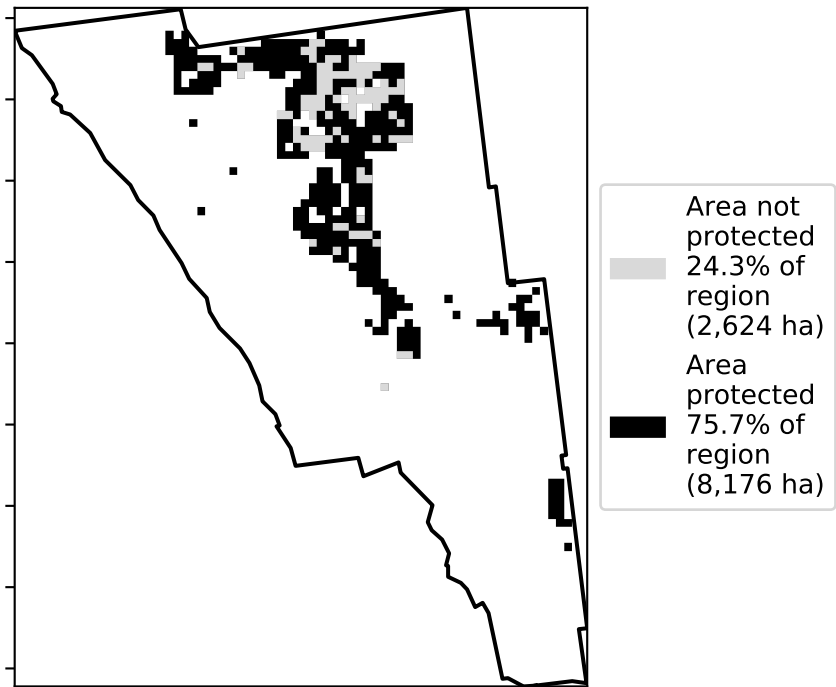 Area not
protected
24.3% of
region
(2,624 ha)
Area
protected
75.7% of
region
(8,176 ha)